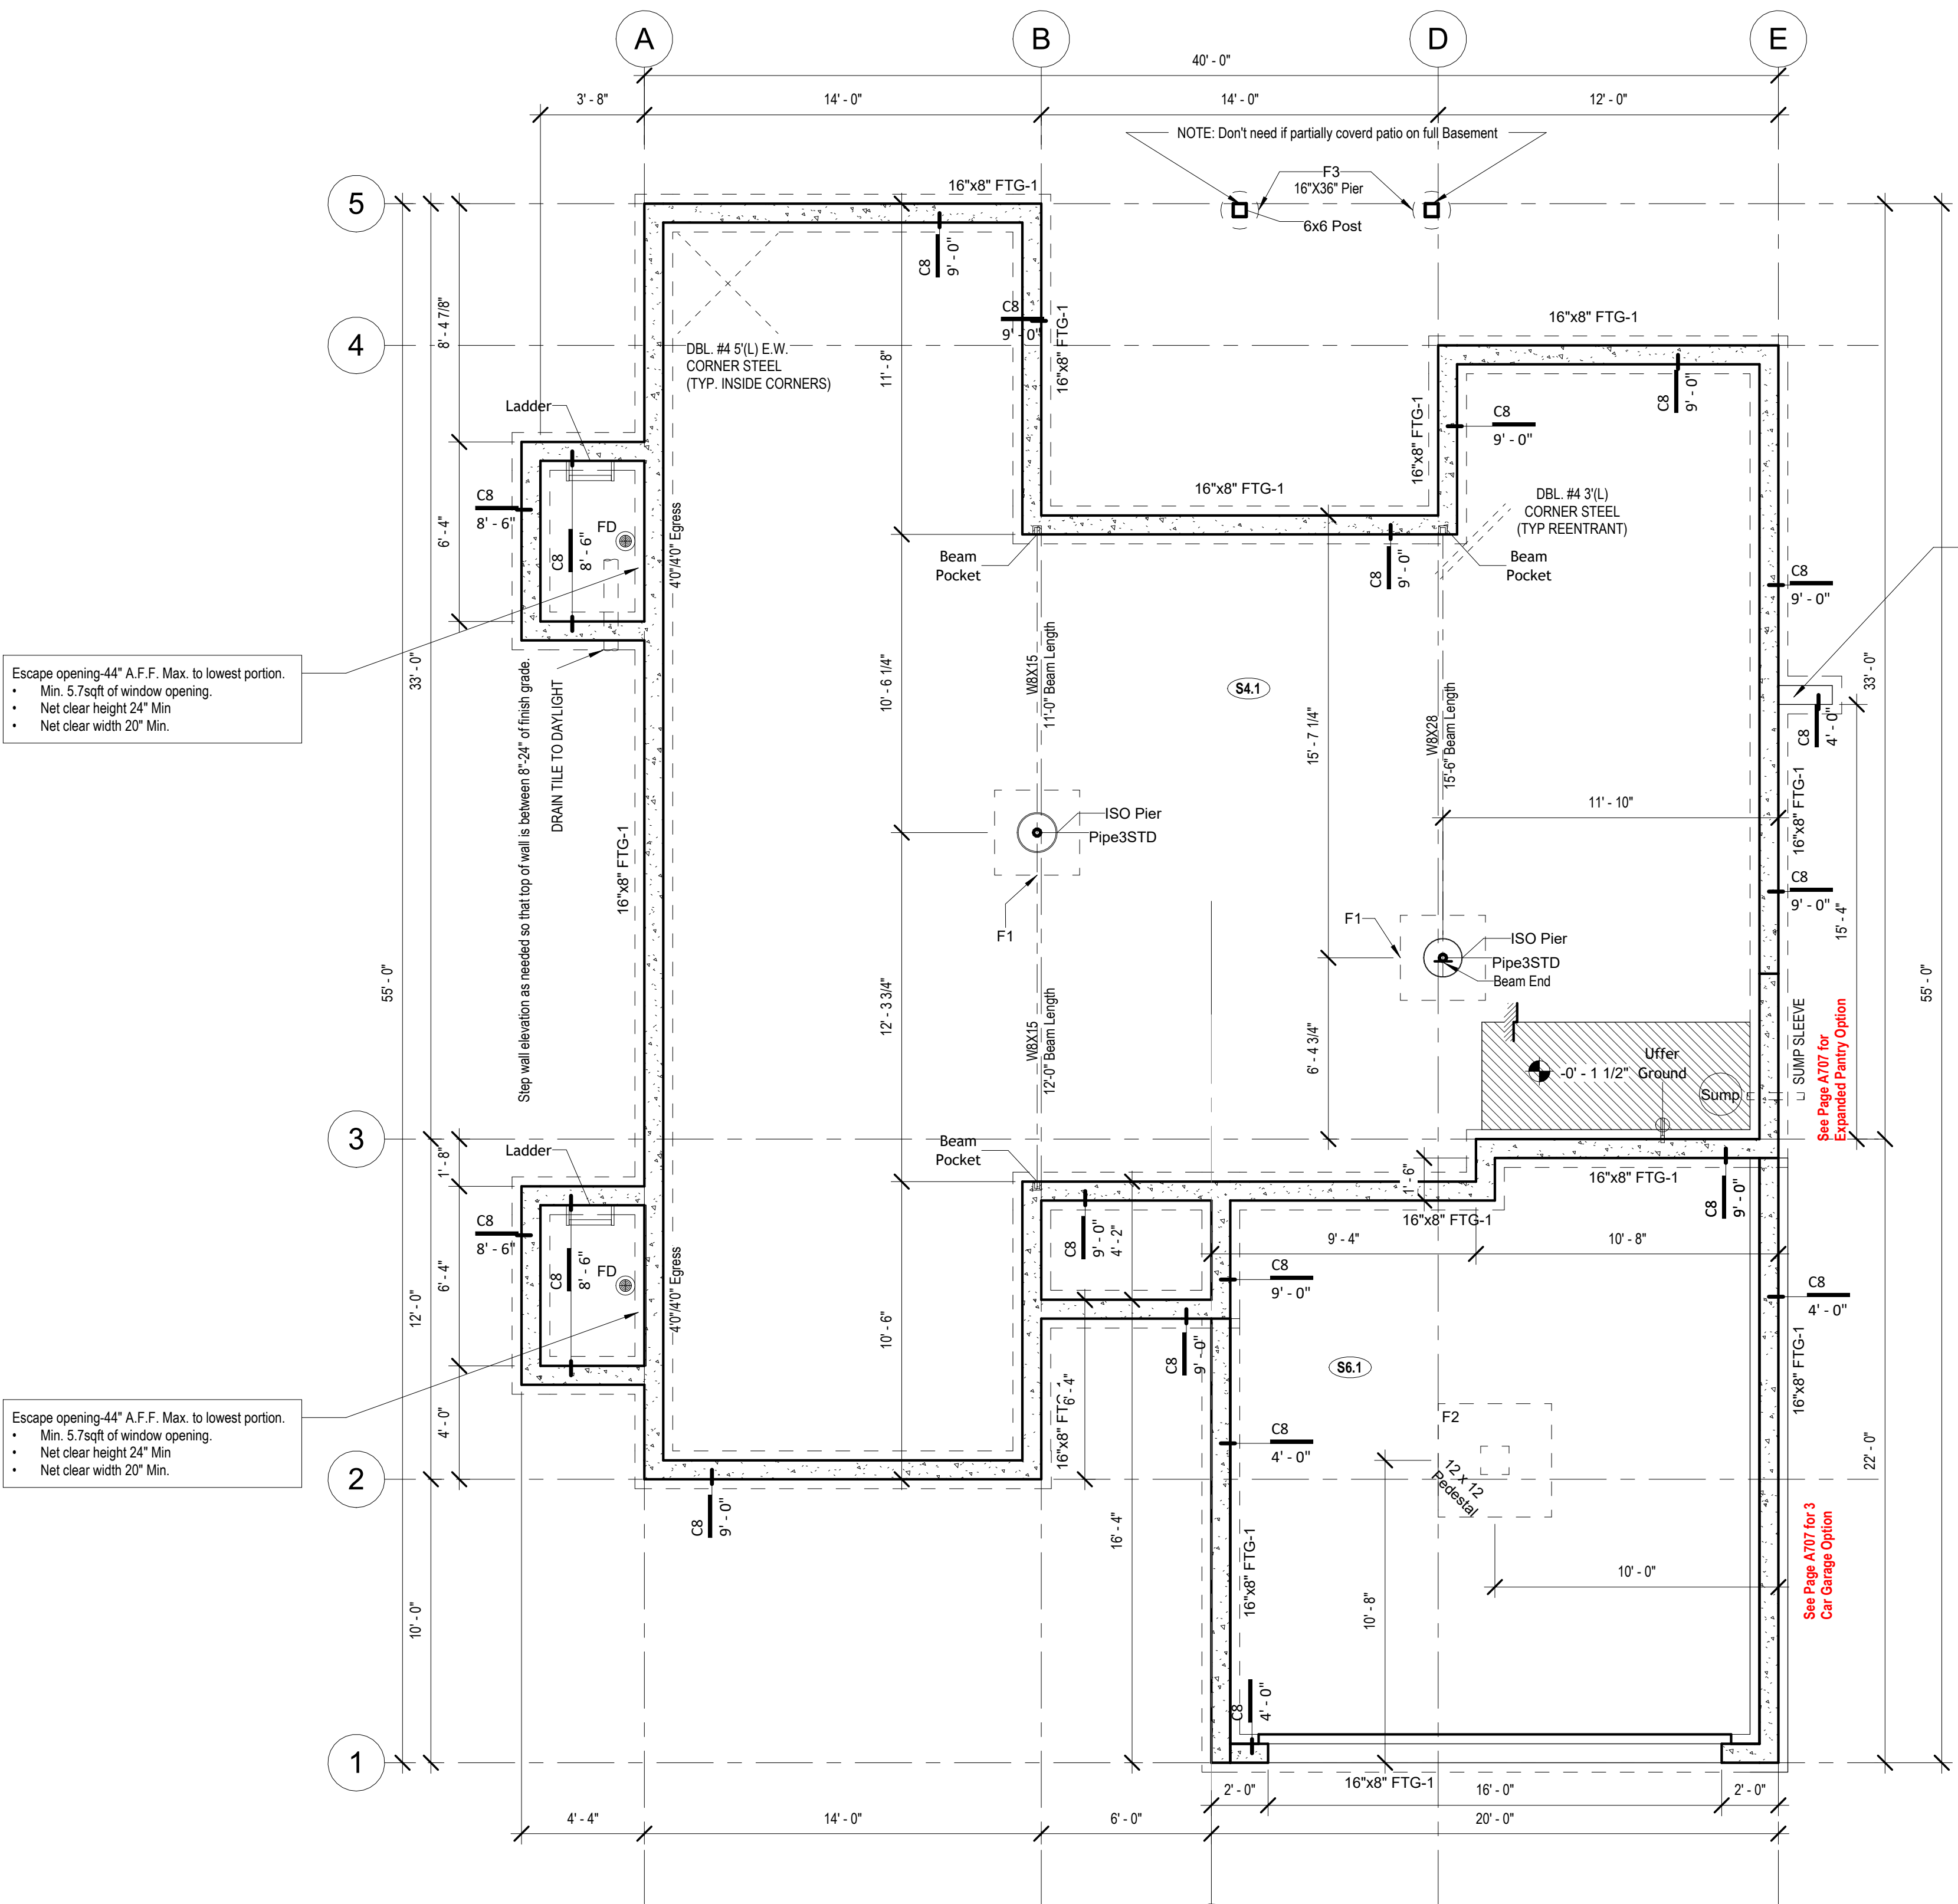 A
B
D
E
40' - 0"
3' - 8"
14' - 0"
14' - 0"
12' - 0"
NOTE: Don't need if partially coverd patio on full Basement
5
16"x8" FTG-1
F3
16"X36" Pier
6x6 Post
C8
9' - 0"
4
8' - 4 7/8"
DBL. #4 5'(L) E.W.
CORNER STEEL
(TYP. INSIDE CORNERS)
11' - 8"
C8
9' - 0"
16"x8" FTG-1
16"x8" FTG-1
C8
9' - 0"
16"x8" FTG-1
C8
9' - 0"
Ladder
C8
8' - 6"
6' - 4"
C8
8' - 6"
FD
4'0"/4'0" Egress
16"x8" FTG-1
DBL. #4 3'(L)
CORNER STEEL
(TYP REENTRANT)
Beam
Pocket
C8
9' - 0"
Beam
Pocket
C8
9' - 0"
Escape opening-44" A.F.F. Max. to lowest portion.
• Min. 5.7sqft of window opening.
• Net clear height 24" Min
• Net clear width 20" Min.
33' - 0"
Step wall elevation as needed so that top of wall is between 8"-24" of finish grade.
DRAIN TILE TO DAYLIGHT
16"x8" FTG-1
10' - 6 1/4"
W8X15
11'-0" Beam Length
S4.1
15' - 7 1/4"
W8X28
15'-6" Beam Length
C8
4' - 0"
33' - 0"
11' - 10"
16"x8" FTG-1
ISO Pier
Pipe3STD
F1
C8
9' - 0"
15' - 4"
F1
ISO Pier
Pipe3STD
Beam End
55' - 0"
55' - 0"
12' - 3 3/4"
W8X15
12'-0" Beam Length
6' - 4 3/4"
-0' - 1 1/2"
Uffer
Ground
Sump
SUMP SLEEVE
See Page A707 for
Expanded Pantry Option
3
1' - 8"
Ladder
Beam
Pocket
1' - 6"
16"x8" FTG-1
C8
9' - 0"
16"x8" FTG-1
C8
8' - 6"
C8
8' - 6"
FD
6' - 4"
12' - 0"
4'0"/4'0" Egress
C8
9' - 0"
4' - 2"
9' - 4"
10' - 8"
C8
9' - 0"
C8
4' - 0"
10' - 6"
C8
9' - 0"
16"x8" FTG-1
S6.1
Escape opening-44" A.F.F. Max. to lowest portion.
• Min. 5.7sqft of window opening.
• Net clear height 24" Min
• Net clear width 20" Min.
4' - 0"
16"x8" FTG-1
6' - 4"
C8
4' - 0"
F2
12 x 12
Pedestal
22' - 0"
2
C8
9' - 0"
16' - 4"
16"x8" FTG-1
10' - 8"
10' - 0"
See Page A707 for 3
Car Garage Option
10' - 0"
C8
4' - 0"
1
16"x8" FTG-1
2' - 0"
16' - 0"
2' - 0"
4' - 4"
14' - 0"
6' - 0"
20' - 0"